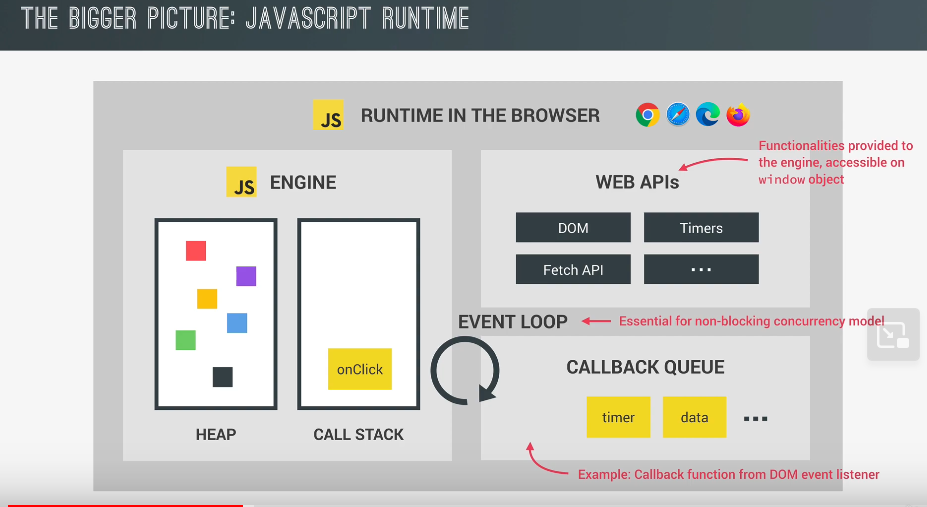 THE BIGGER PICTURE: JAVASCRIPT RUNTIME
JS RUNTIME IN THE BROWSER
Functionalities provided to
the engine, accessible on
window object
JS ENGINE
WEB APIs
DOM
Timers
Fetch API
...
EVENT LOOP
Essential for non-blocking concurrency model
onClick
CALLBACK QUEUE
timer
data
...
HEAP
CALL STACK
Example: Callback function from DOM event listener